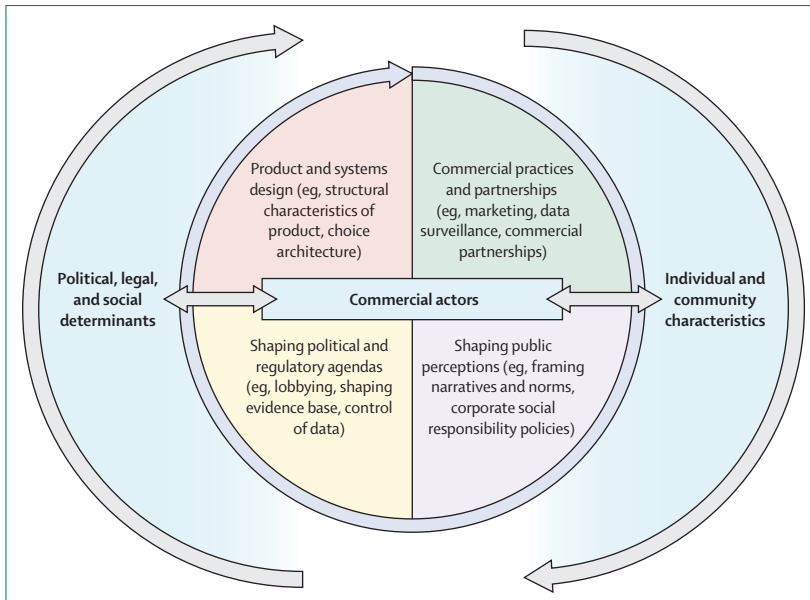 Product and systems
design (eg, structural
characteristics of
product, choice
architecture)
Commercial practices
and partnerships
(eg, marketing, data
surveillance, commercial
partnerships)
Political, legal,
and social
determinants
Commercial actors
Individual and
community
characteristics
Shaping political and
regulatory agendas
(eg, lobbying, shaping
evidence base, control
of data)
Shaping public
perceptions (eg, framing
narratives and norms,
corporate social
responsibility policies)